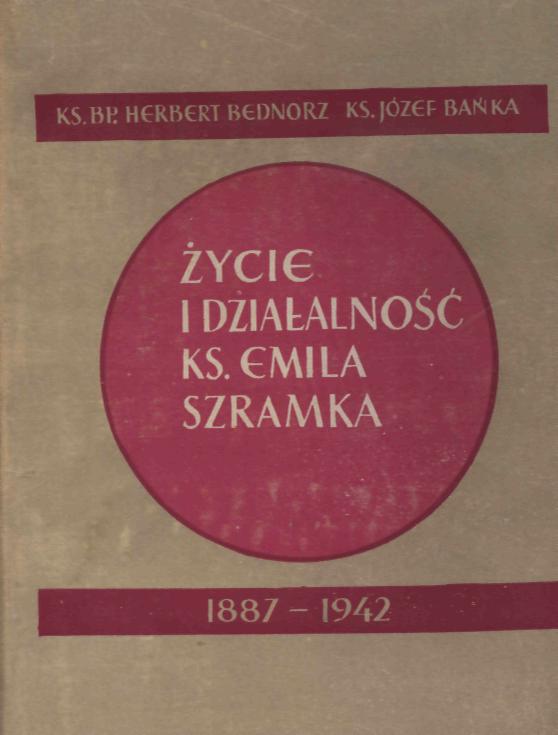 KS. BP. HERBERT BEDNORZ KS. JÓZEF BAŃKA
ŻYCIE
I DZIAŁALNOŚĆ
KS. EMILA
SZRAMKA
1887 – 1942